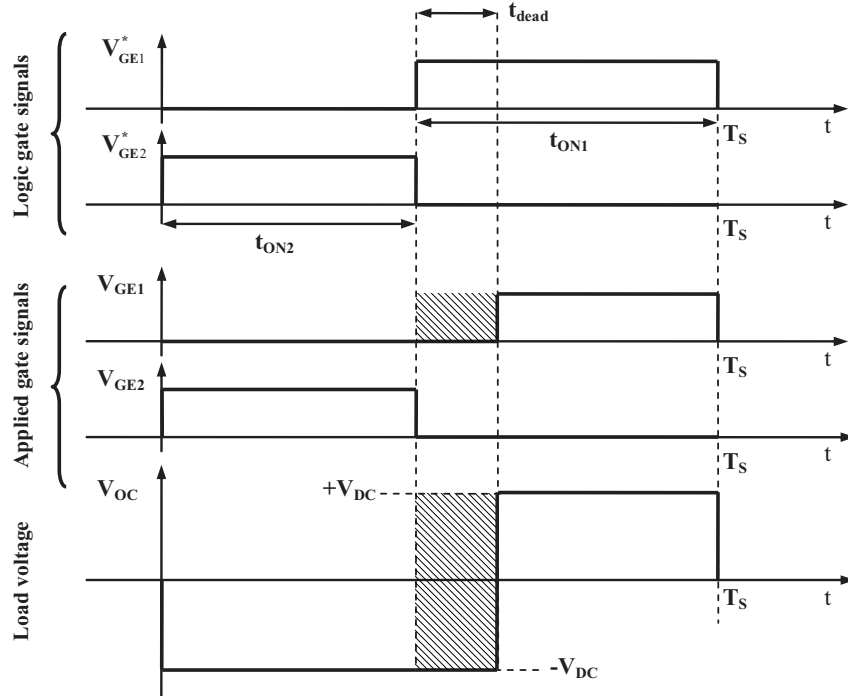 t_dead
Logic gate signals
V*_GE1
t
t_ON1
T_S
V*_GE2
t
t_ON2
T_S
Applied gate signals
V_GE1
t
T_S
V_GE2
t
T_S
Load voltage
V_OC
+V_DC
T_S
t
-V_DC